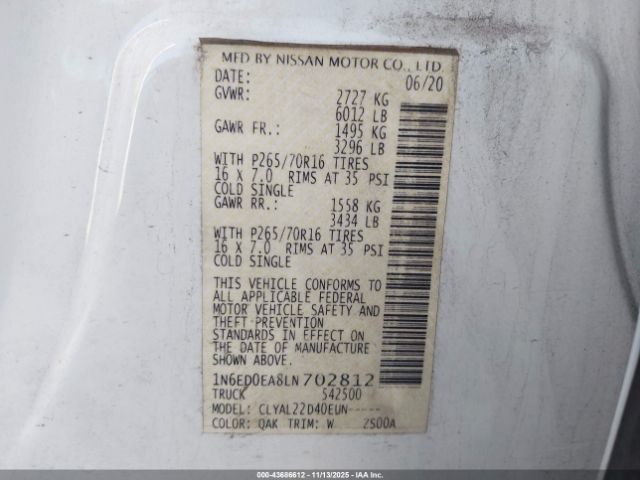 MFD BY NISSAN MOTOR CO., LTD
DATE: 06/20
GVWR: 2727 KG
6012 LB
GAWR FR.: 1495 KG
3296 LB
WITH P265/70R16 TIRES
16 X 7.0 RIMS AT 35 PSI
COLD SINGLE
GAWR RR.: 1558 KG
3434 LB
WITH P265/70R16 TIRES
16 X 7.0 RIMS AT 35 PSI
COLD SINGLE
THIS VEHICLE CONFORMS TO
ALL APPLICABLE FEDERAL
MOTOR VEHICLE SAFETY AND
THEFT PREVENTION
STANDARDS IN EFFECT ON
THE DATE OF MANUFACTURE
SHOWN ABOVE.
1N6ED0EA8LN702812
TRUCK 542500
MODEL: CLYAL22D40EUN-----
COLOR: QAK TRIM: W 2S00A
000-43686612 | 11/13/2025 - IAAI.com